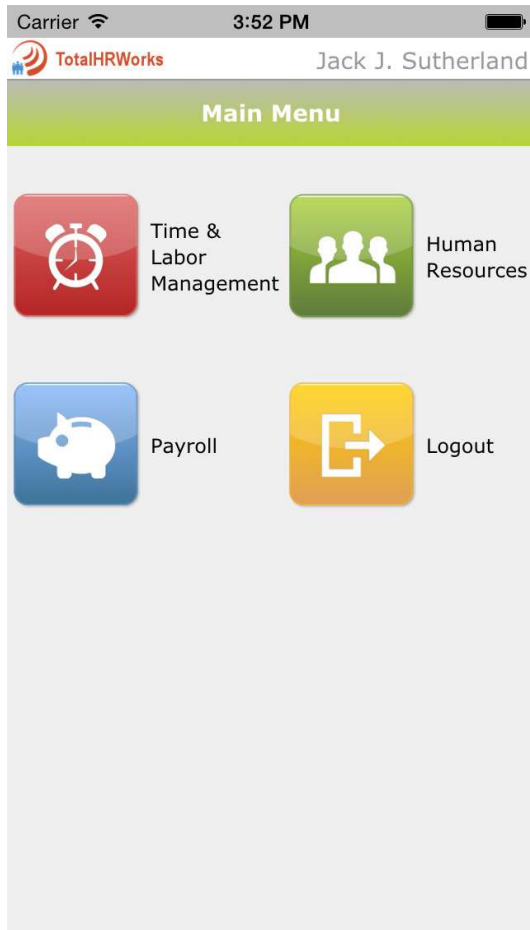 Carrier 3:52 PM
TotalHRWorks Jack J. Sutherland
Main Menu
Time &
Labor
Management
Human
Resources
Payroll
Logout